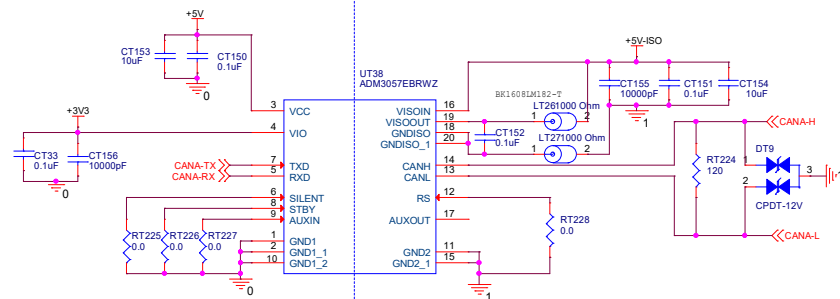 +5V
CT153
10uF
CT150
0.1uF
0
+3V3
CT33
0.1uF
CT156
10000pF
0
CANA-TX
CANA-RX
RT225
0.0
RT226
0.0
RT227
0.0
0
UT38
ADM3057EBRWZ
3
VCC
4
VIO
7
TXD
5
RXD
6
SILENT
8
STBY
9
AUXIN
1
GND1
2
GND1_1
10
GND1_2
VISOIN
16
VISOOUT
19
GNDISO
18
GNDISO_1
20
CANH
14
CANL
13
RS
12
AUXOUT
17
GND2
11
GND2_1
15
1
RT228
0.0
CT152
0.1uF
BK1608LM182-T
LT261000 Ohm
1
2
LT271000 Ohm
1
2
+5V-ISO
CT155
10000pF
CT151
0.1uF
CT154
10uF
1
CANA-H
RT224
120
DT9
1
2
3
CPDT-12V
CANA-L